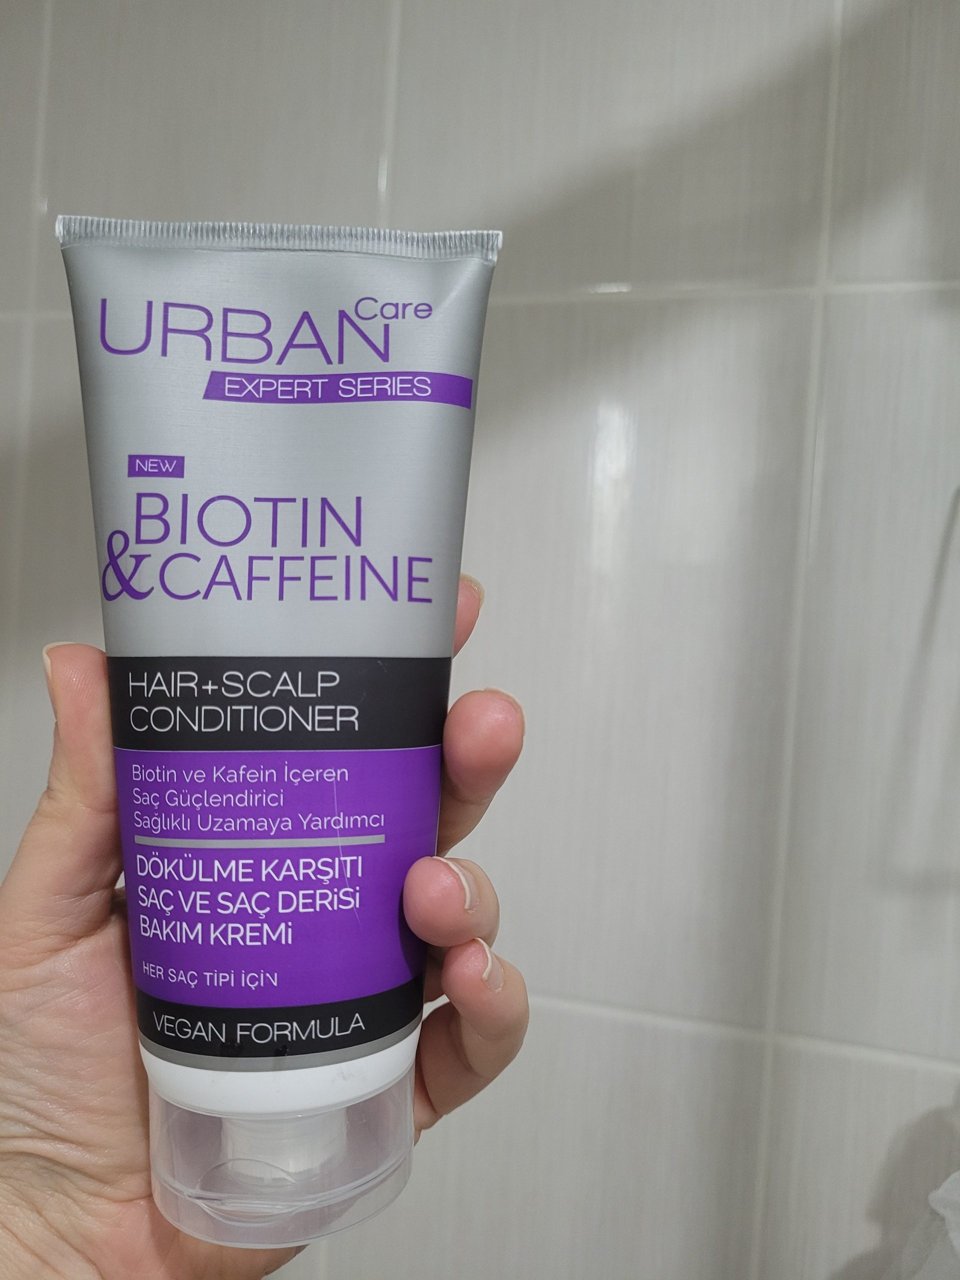 URBAN Care
EXPERT SERIES
NEW
BIOTIN
&CAFFEINE
HAIR+SCALP
CONDITIONER
Biotin ve Kafein İçeren
Saç Güçlendirici
Sağlıklı Uzamaya Yardımcı
DÖKÜLME KARŞITI
SAÇ VE SAÇ DERİSİ
BAKIM KREMİ
HER SAÇ TİPİ İÇİN
VEGAN FORMULA